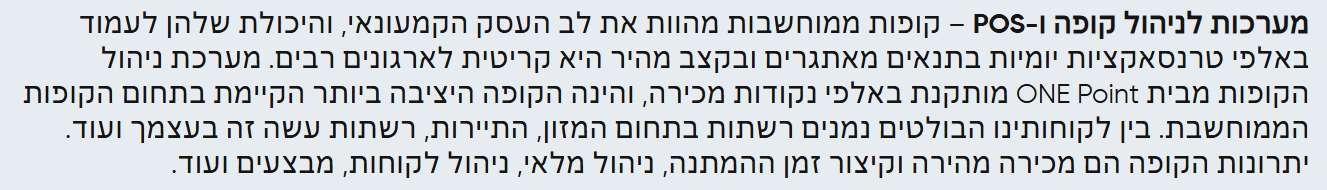 מערכות לניהול קופה ו-POS – קופות ממוחשבות מהוות את לב העסק הקמעונאי, והיכולת שלהן לעמוד
באלפי טרנסאקציות יומיות בתנאים מאתגרים ובקצב מהיר היא קריטית לארגונים רבים. מערכת ניהול
הקופות מבית ONE Point מותקנת באלפי נקודות מכירה, והינה הקופה היציבה ביותר הקיימת בתחום הקופות
הממוחשבת. בין לקוחותינו הבולטים נמנים רשתות בתחום המזון, התיירות, רשתות עשה זה בעצמך ועוד.
יתרונות הקופה הם מכירה מהירה וקיצור זמן ההמתנה, ניהול מלאי, ניהול לקוחות, מבצעים ועוד.